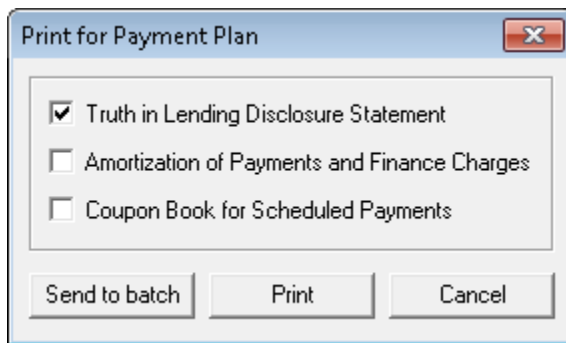 Print for Payment Plan
Truth in Lending Disclosure Statement
Amortization of Payments and Finance Charges
Coupon Book for Scheduled Payments
Send to batch Print Cancel